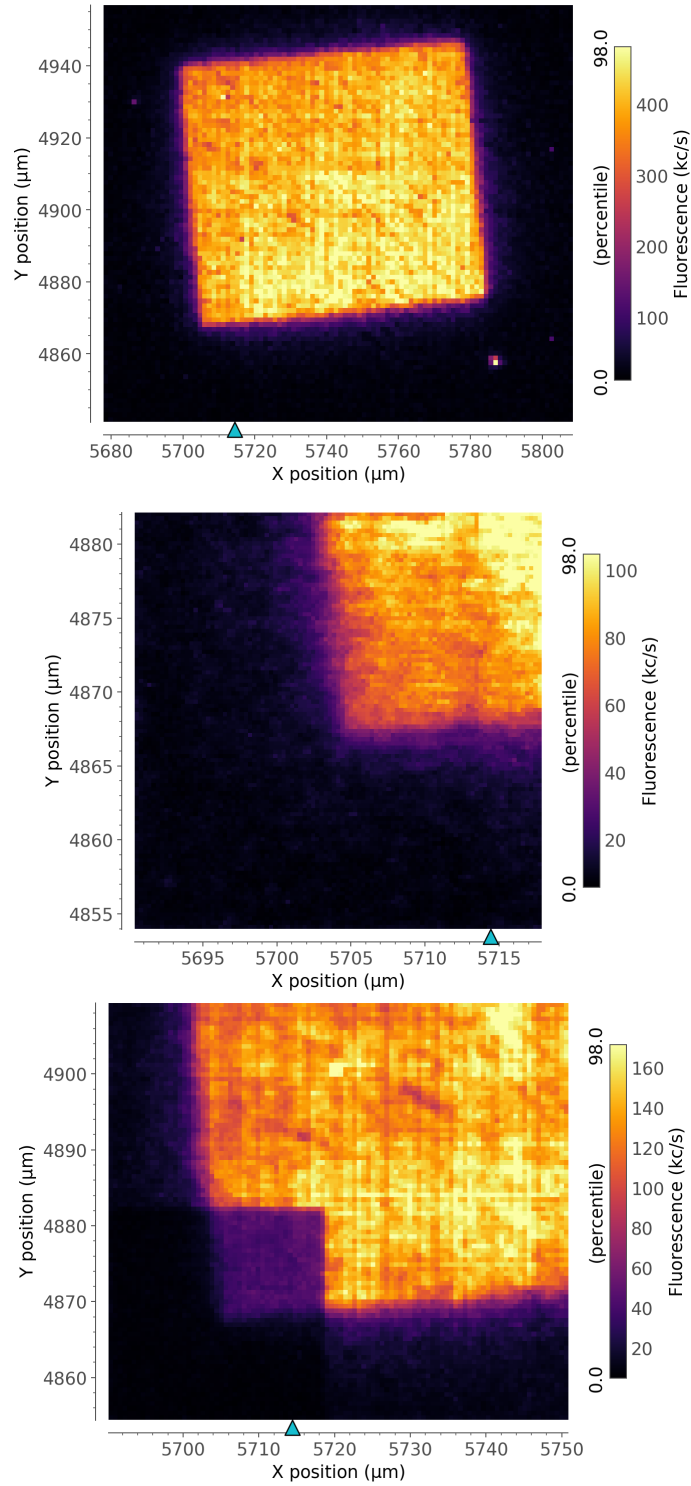 98.0
4940
400
4920
(percentile)
Fluorescence (kc/s)
Y position (µm)
300
4900
200
4880
100
4860
0.0
5680 5700 5720 5740 5760 5780 5800
X position (µm)
98.0
4880
100
4875
80
(percentile)
Fluorescence (kc/s)
Y position (µm)
4870
60
4865
40
4860
20
0.0
4855
5695 5700 5705 5710 5715
X position (µm)
98.0
160
4900
140
(percentile)
Fluorescence (kc/s)
Y position (µm)
120
4890
100
80
4880
60
4870
40
20
4860
0.0
5700 5710 5720 5730 5740 5750
X position (µm)